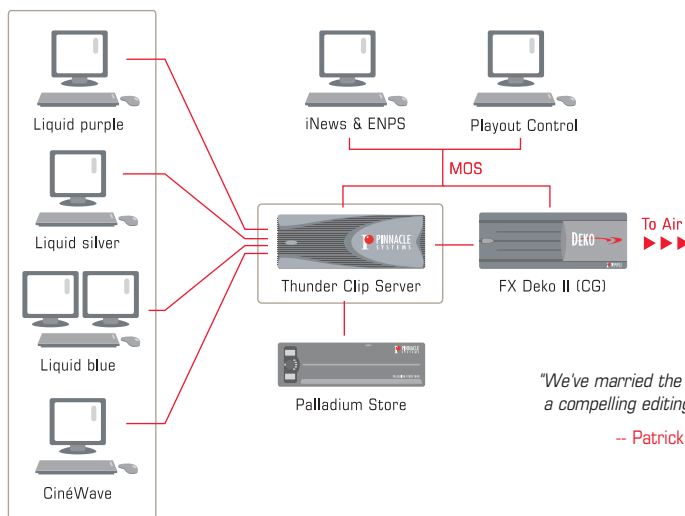 Liquid purple
iNews & ENPS
Playout Control
MOS
Liquid silver
PINNACLE
SYSTEMS
Thunder Clip Server
DEKO
To Air
FX Deko II (CG)
Liquid blue
PINNACLE
Palladium Store
CinéWave
"We've married the
a compelling editing
-- Patrick